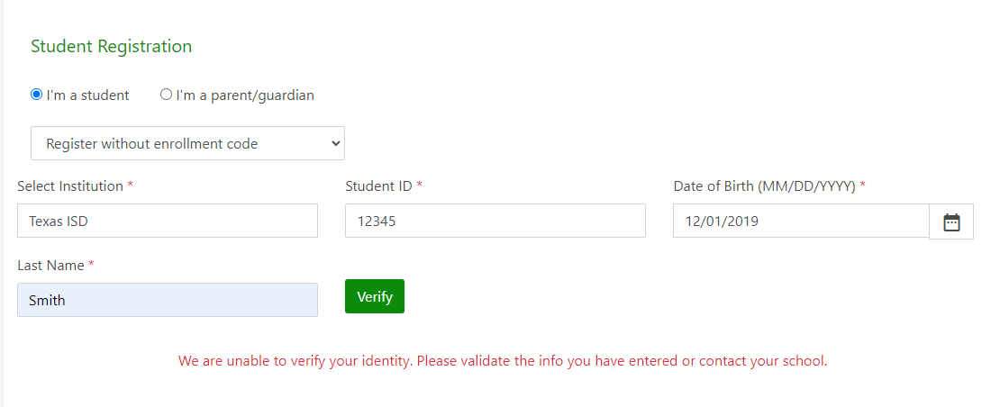 Student Registration
I'm a student I'm a parent/guardian
Register without enrollment code
Select Institution * Student ID * Date of Birth (MM/DD/YYYY) *
Texas ISD 12345 12/01/2019
Last Name *
Smith Verify
We are unable to verify your identity. Please validate the info you have entered or contact your school.